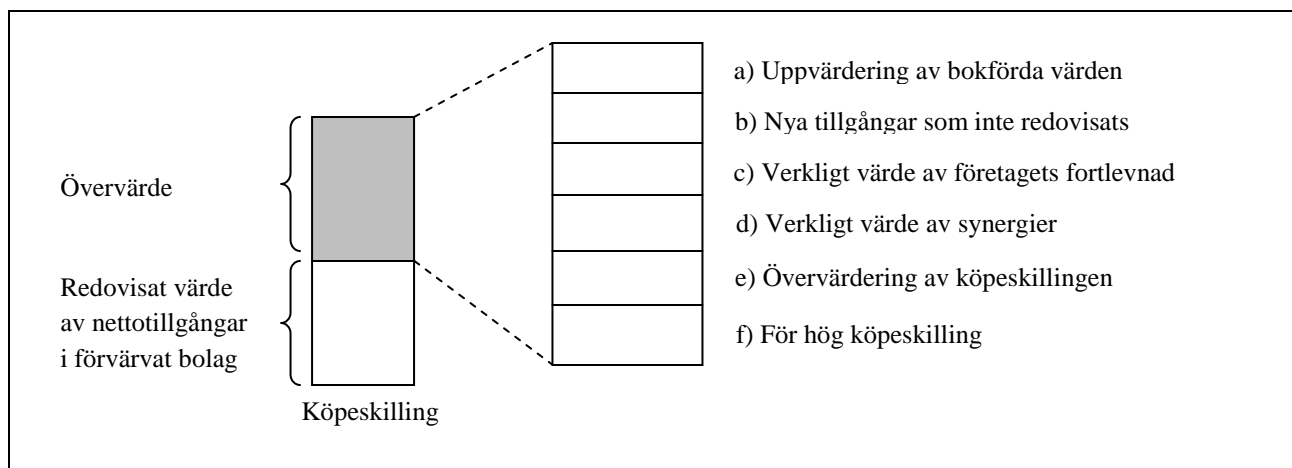 a) Uppvärdering av bokförda värden
b) Nya tillgångar som inte redovisats
c) Verkligt värde av företagets fortlevnad
d) Verkligt värde av synergier
e) Övervärdering av köpeskillingen
f) För hög köpeskilling
Övervärde
Redovisat värde
av nettotillgångar
i förvärvat bolag
Köpeskilling